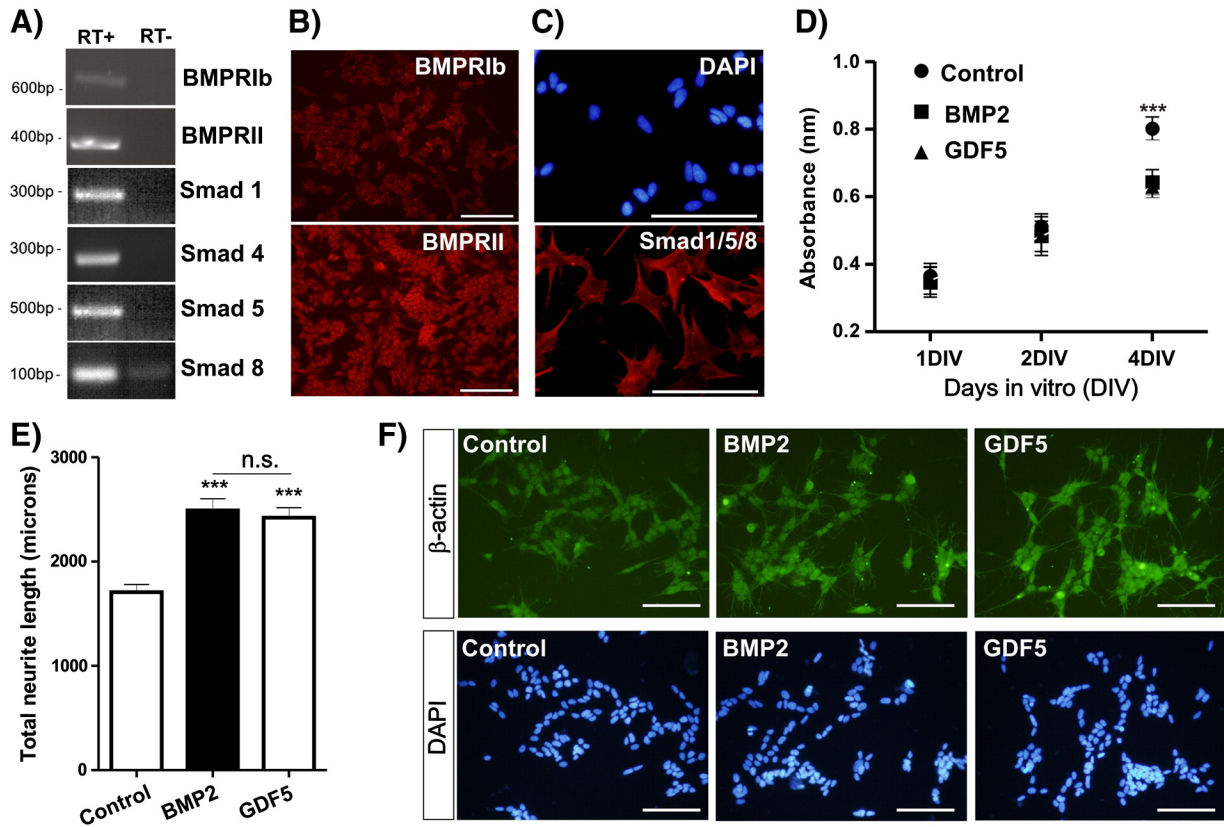 A)
RT+ RT-
600bp - BMPRIb
400bp - BMPRII
300bp - Smad 1
300bp - Smad 4
500bp - Smad 5
100bp - Smad 8
B)
BMPRIb
BMPRII
C)
DAPI
Smad1/5/8
D)
Absorbance (nm)
1.0
0.8
0.6
0.4
0.2
Control
BMP2
GDF5
***
1DIV 2DIV 4DIV
Days in vitro (DIV)
E)
Total neurite length (microns)
3000
2000
1000
0
n.s.
*** ***
Control BMP2 GDF5
F)
β-actin
Control BMP2 GDF5
DAPI
Control BMP2 GDF5